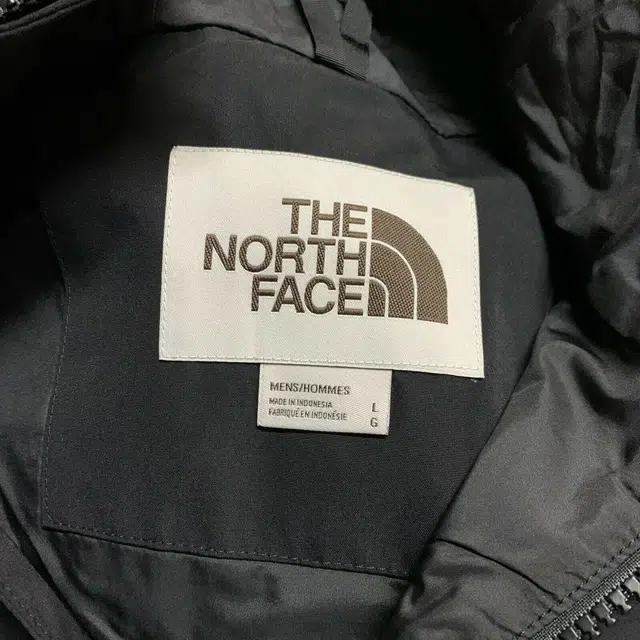 THE
NORTH
FACE
MENS/HOMMES
MADE IN INDONESIA L
FABRIQUÉ EN INDONÉSIE G